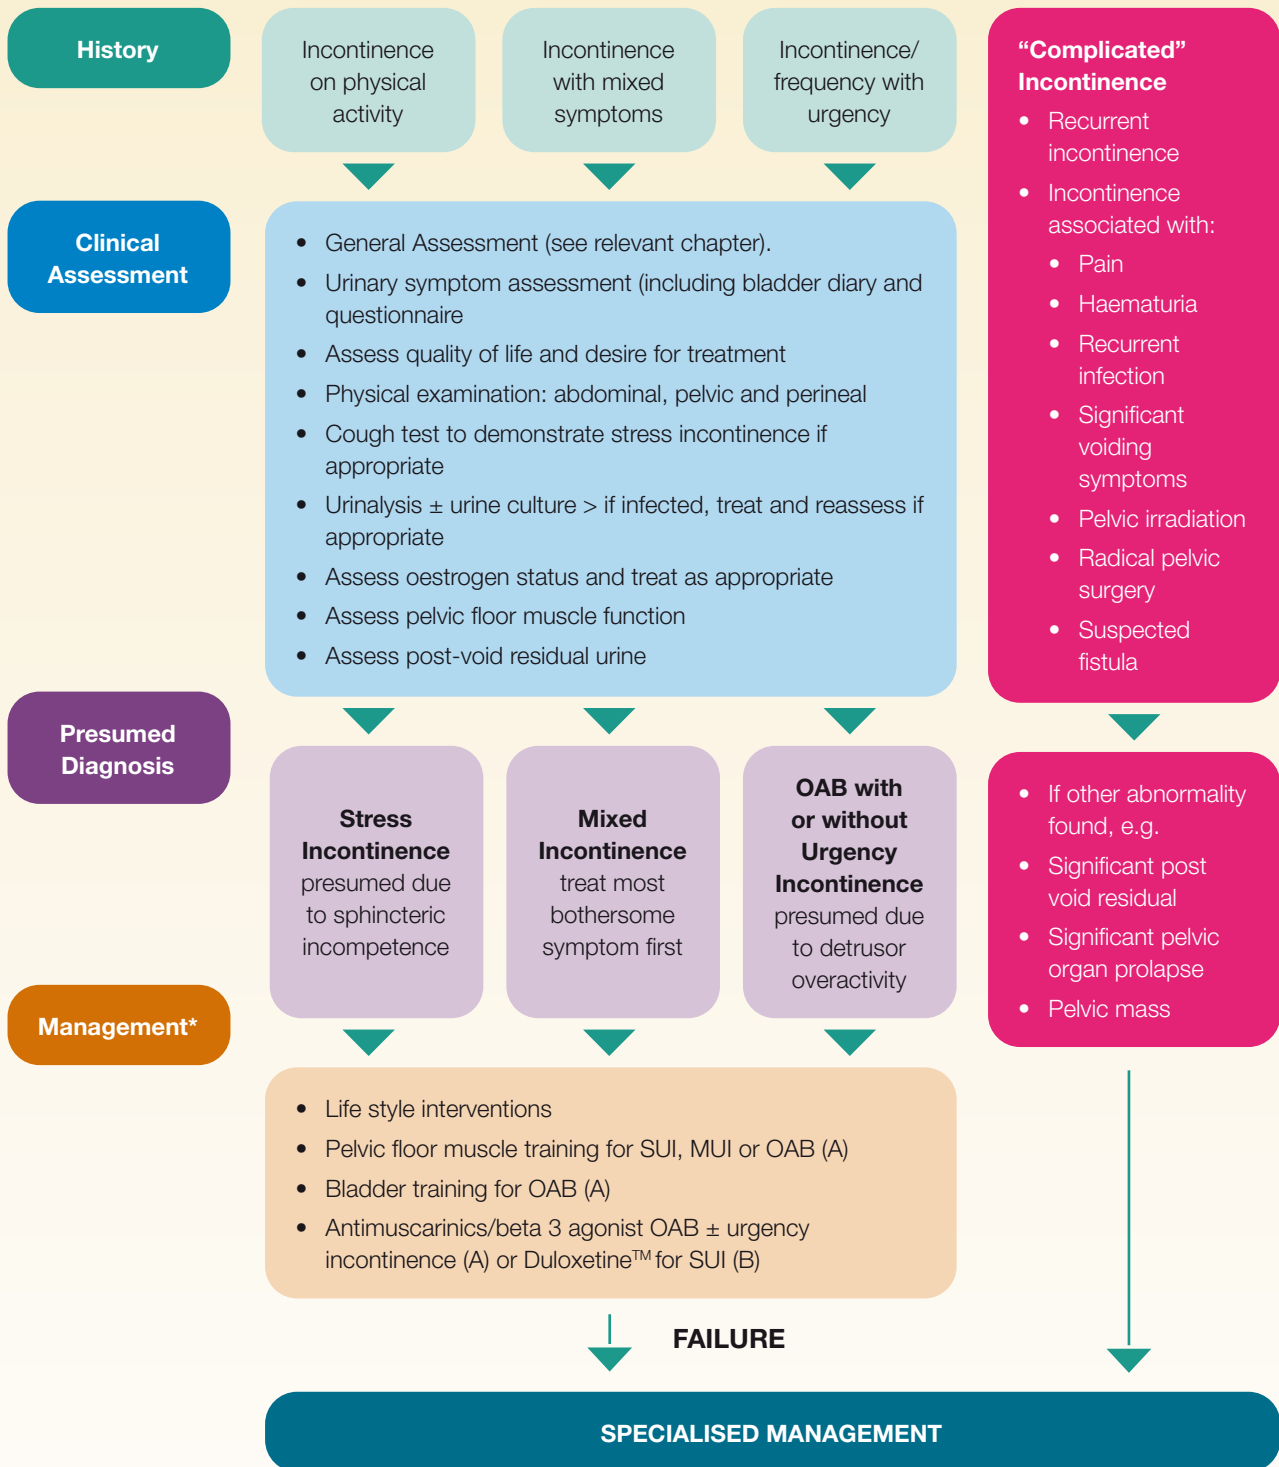 History
Incontinence
on physical
activity
Incontinence
with mixed
symptoms
Incontinence/
frequency with
urgency
“Complicated”
Incontinence
• Recurrent
incontinence
• Incontinence
associated with:
• Pain
• Haematuria
• Recurrent
infection
• Significant
voiding
symptoms
• Pelvic irradiation
• Radical pelvic
surgery
• Suspected
fistula
Clinical
Assessment
• General Assessment (see relevant chapter).
• Urinary symptom assessment (including bladder diary and
questionnaire
• Assess quality of life and desire for treatment
• Physical examination: abdominal, pelvic and perineal
• Cough test to demonstrate stress incontinence if
appropriate
• Urinalysis ± urine culture > if infected, treat and reassess if
appropriate
• Assess oestrogen status and treat as appropriate
• Assess pelvic floor muscle function
• Assess post-void residual urine
Presumed
Diagnosis
Stress
Incontinence
presumed due
to sphincteric
incompetence
Mixed
Incontinence
treat most
bothersome
symptom first
OAB with
or without
Urgency
Incontinence
presumed due
to detrusor
overactivity
• If other abnormality
found, e.g.
• Significant post
void residual
• Significant pelvic
organ prolapse
• Pelvic mass
Management*
• Life style interventions
• Pelvic floor muscle training for SUI, MUI or OAB (A)
• Bladder training for OAB (A)
• Antimuscarinics/beta 3 agonist OAB ± urgency
incontinence (A) or Duloxetine™ for SUI (B)
FAILURE
SPECIALISED MANAGEMENT